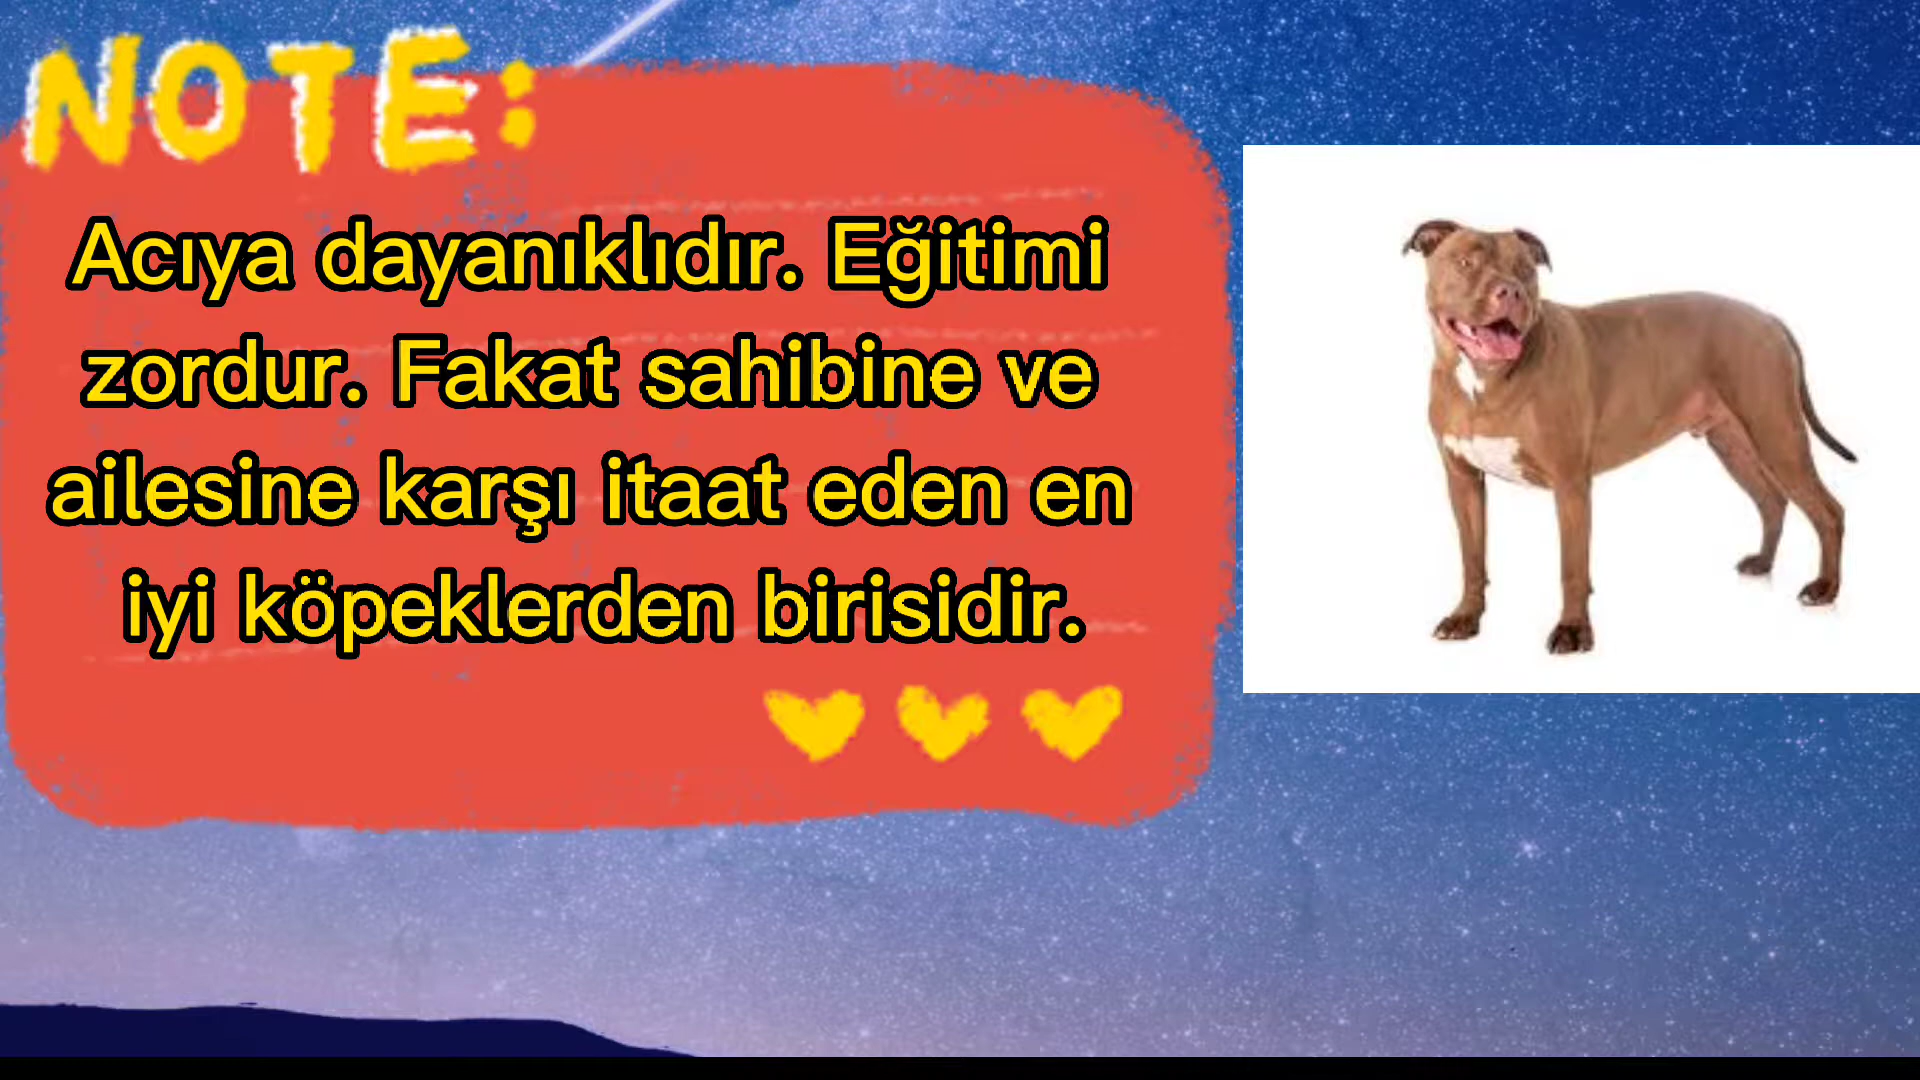 NOTE:
Acıya dayanıklıdır. Eğitimi
zordur. Fakat sahibine ve
ailesine karşı itaat eden en
iyi köpeklerden birisidir.